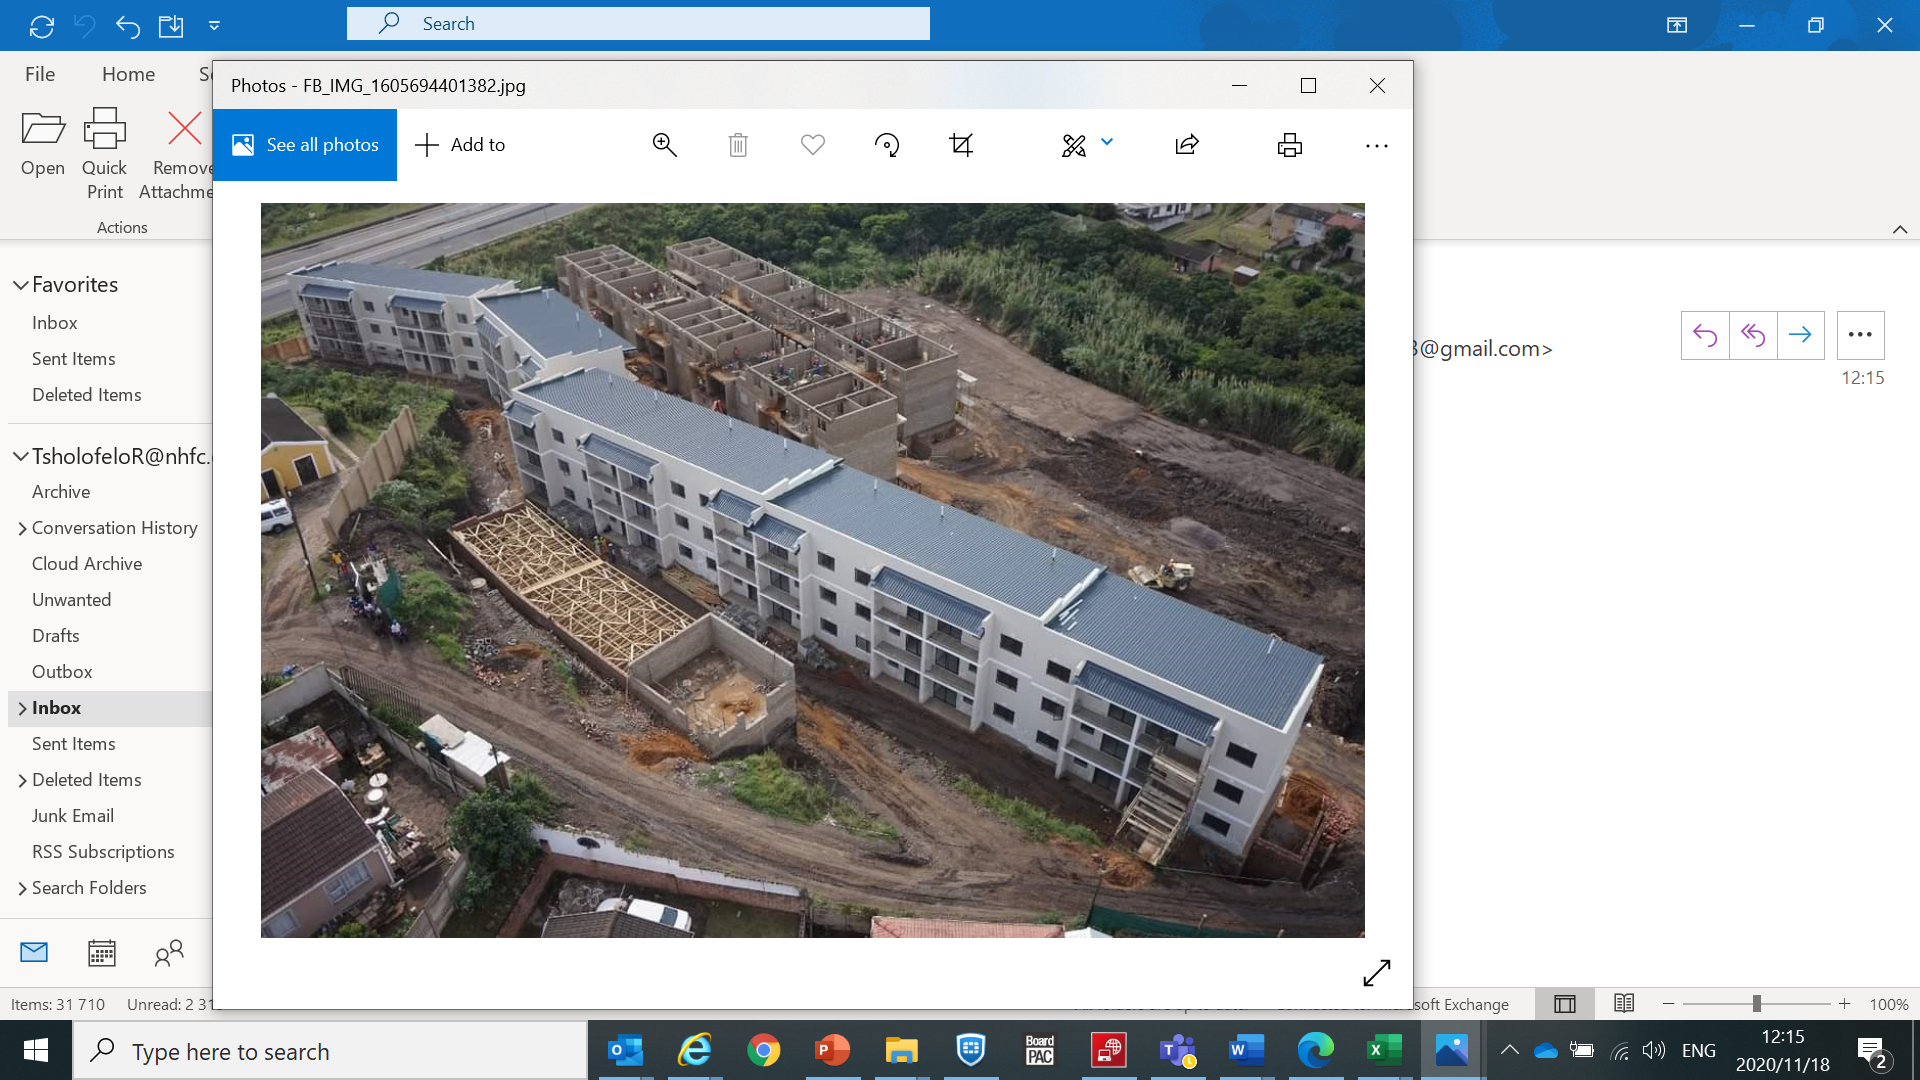 Search
File
Home
Photos - FB_IMG_1605694401382.jpg
See all photos
Add to
Open
Quick
Print
Remove
Actions
Favorites
Inbox
Sent Items
Deleted Items
3@gmail.com>
12:15
TsholofeloR@nhfc.
Archive
Conversation History
Cloud Archive
Unwanted
Drafts
Outbox
Inbox
Sent Items
Deleted Items
Junk Email
RSS Subscriptions
Search Folders
Items: 31 710
Unread: 2 31
soft Exchange
100%
Type here to search
Board
PAC
ENG
12:15
2020/11/18
2